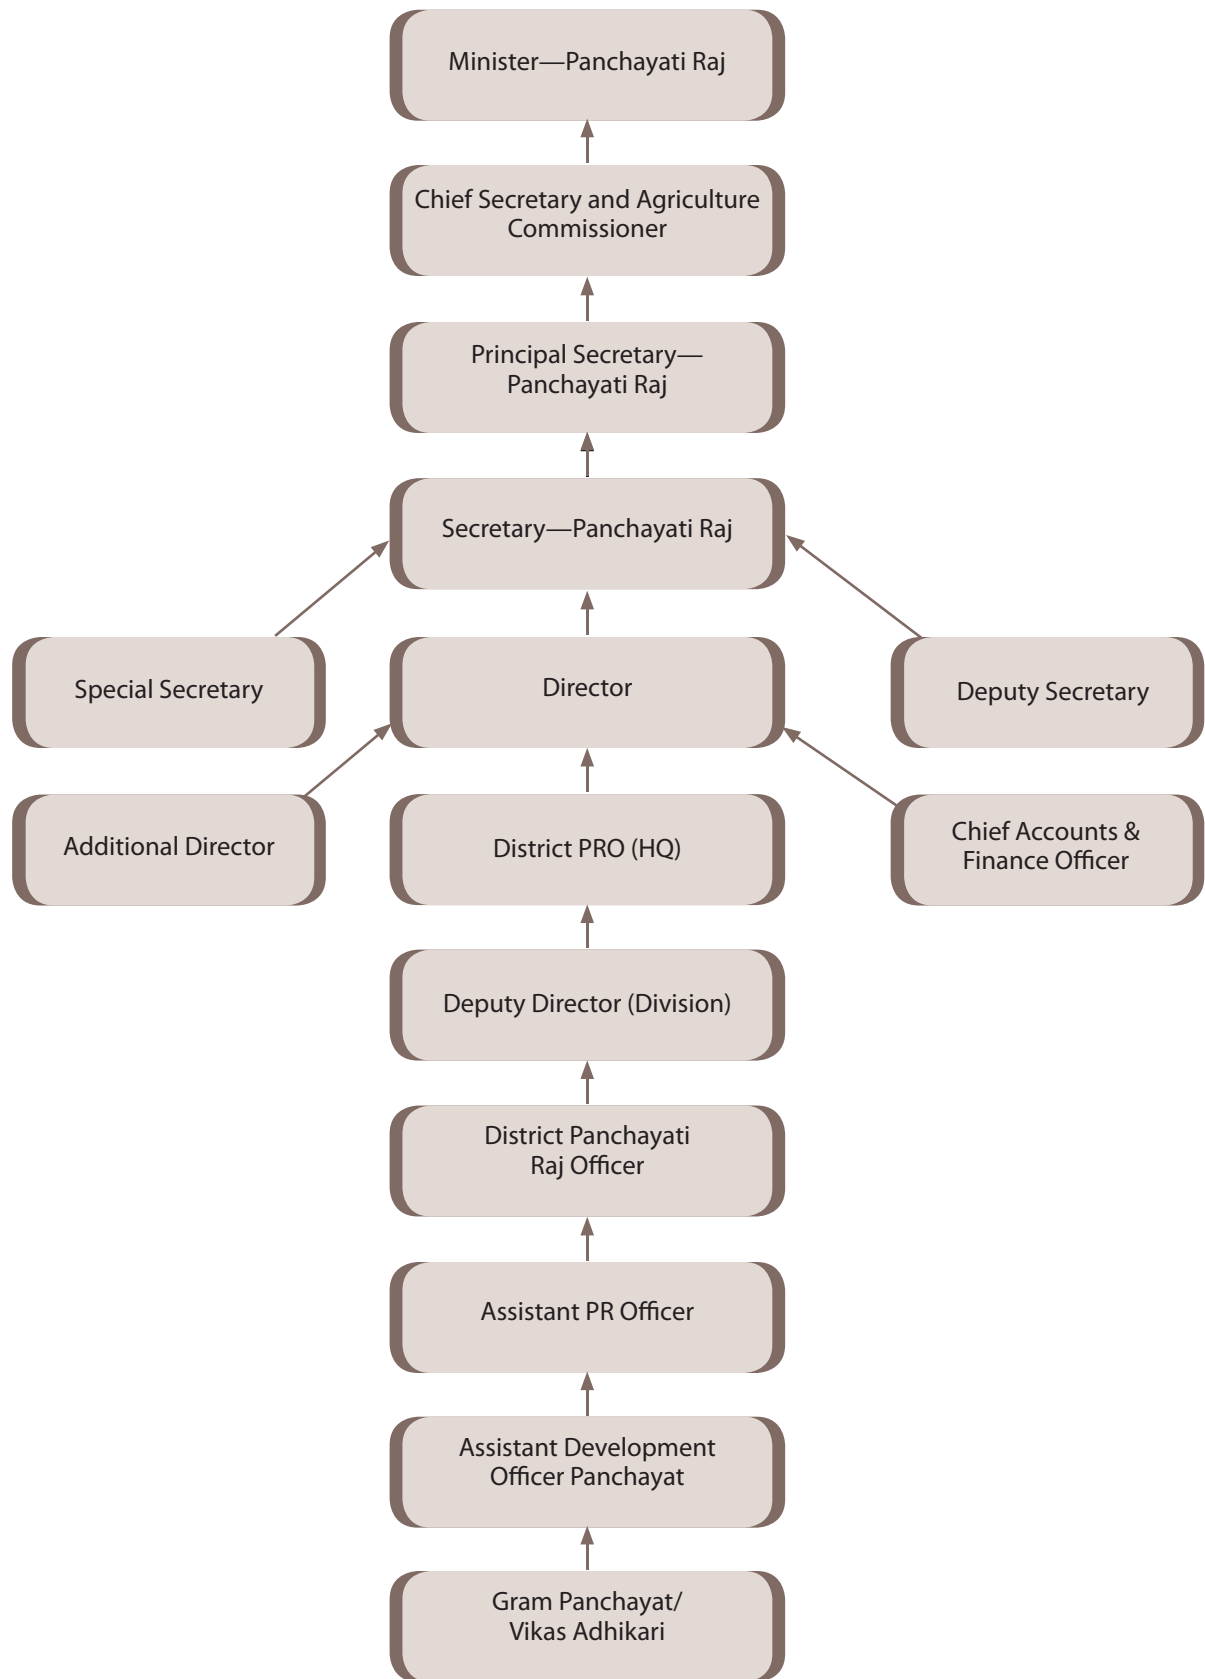 Minister—Panchayati Raj
Chief Secretary and Agriculture
Commissioner
Principal Secretary—
Panchayati Raj
Secretary—Panchayati Raj
Special Secretary
Director
Deputy Secretary
Additional Director
District PRO (HQ)
Chief Accounts &
Finance Officer
Deputy Director (Division)
District Panchayati
Raj Officer
Assistant PR Officer
Assistant Development
Officer Panchayat
Gram Panchayat/
Vikas Adhikari